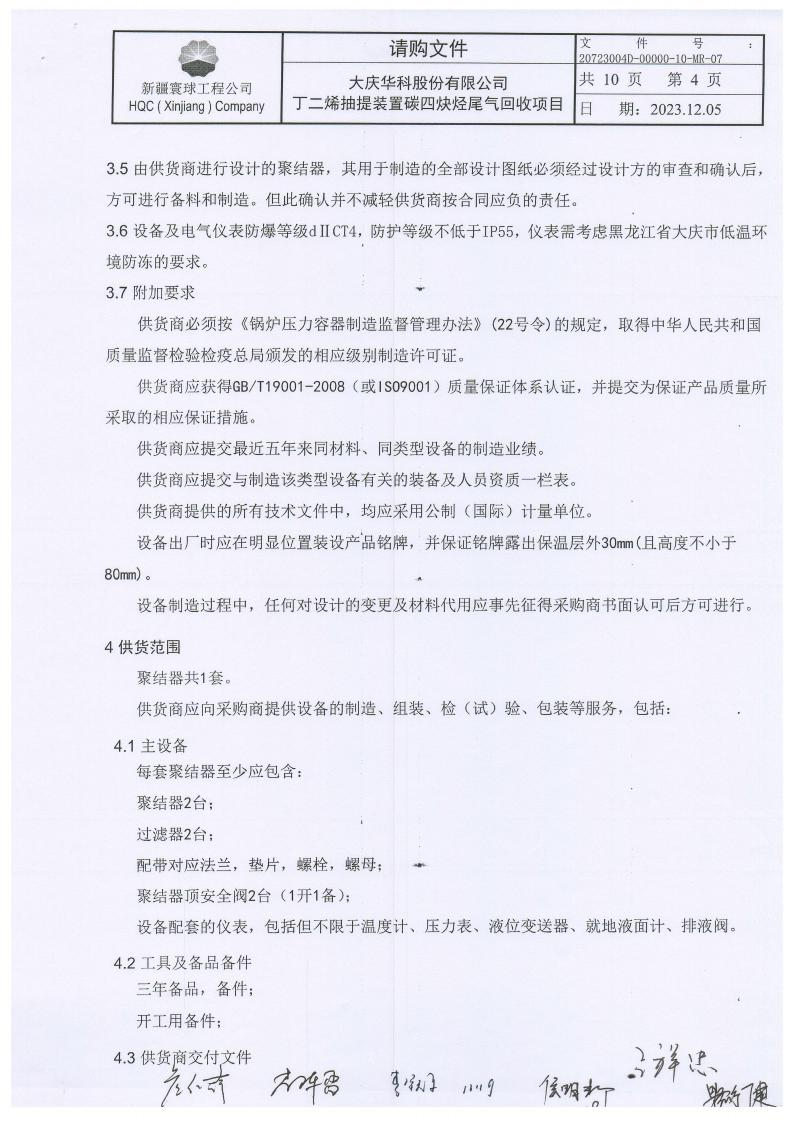 新疆寰球工程公司
HQC ( Xinjiang ) Company
请购文件
大庆华科股份有限公司
丁二烯抽提装置碳四炔烃尾气回收项目
文 件 号 ：
20723004D-00000-10-MR-07
共 10 页 第 4 页
日 期：2023.12.05
3.5 由供货商进行设计的聚结器，其用于制造的全部设计图纸必须经过设计方的审查和确认后，
方可进行备料和制造。但此确认并不减轻供货商按合同应负的责任。
3.6 设备及电气仪表防爆等级dⅡCT4，防护等级不低于IP55，仪表需考虑黑龙江省大庆市低温环
境防冻的要求。
3.7 附加要求
供货商必须按《锅炉压力容器制造监督管理办法》(22号令)的规定，取得中华人民共和国
质量监督检验检疫总局颁发的相应级别制造许可证。
供货商应获得GB/T19001-2008（或ISO9001）质量保证体系认证，并提交为保证产品质量所
采取的相应保证措施。
供货商应提交最近五年来同材料、同类型设备的制造业绩。
供货商应提交与制造该类型设备有关的装备及人员资质一栏表。
供货商提供的所有技术文件中，均应采用公制（国际）计量单位。
设备出厂时应在明显位置装设产品铭牌，并保证铭牌露出保温层外30mm(且高度不小于
80mm)。
设备制造过程中，任何对设计的变更及材料代用应事先征得采购商书面认可后方可进行。
4 供货范围
聚结器共1套。
供货商应向采购商提供设备的制造、组装、检（试）验、包装等服务，包括：
4.1 主设备
每套聚结器至少应包含：
聚结器2台；
过滤器2台；
配带对应法兰，垫片，螺栓，螺母；
聚结器顶安全阀2台（1开1备）；
设备配套的仪表，包括但不限于温度计、压力表、液位变送器、就地液面计、排液阀。
4.2 工具及备品备件
三年备品，备件；
开工用备件；
4.3 供货商交付文件